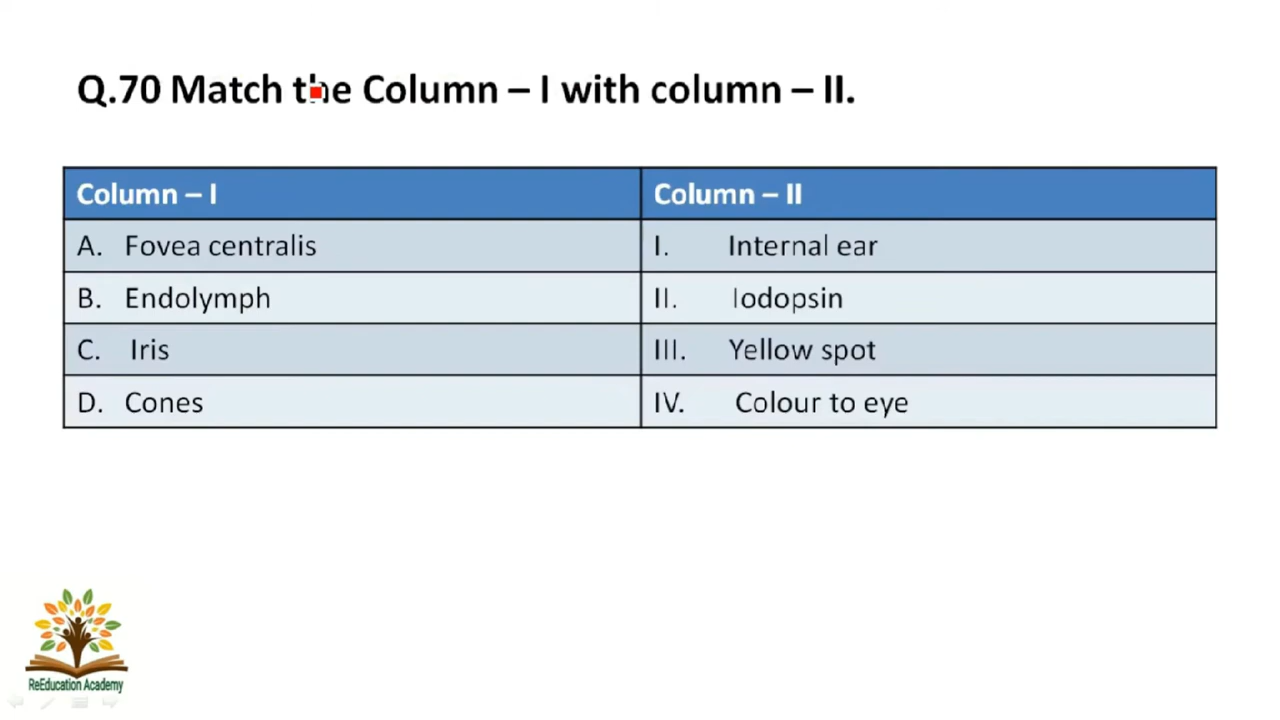 Q.70 Match the Column – I with column – II.
Column – I Column – II
A. Fovea centralis I. Internal ear
B. Endolymph II. Iodopsin
C. Iris III. Yellow spot
D. Cones IV. Colour to eye
ReEducation Academy